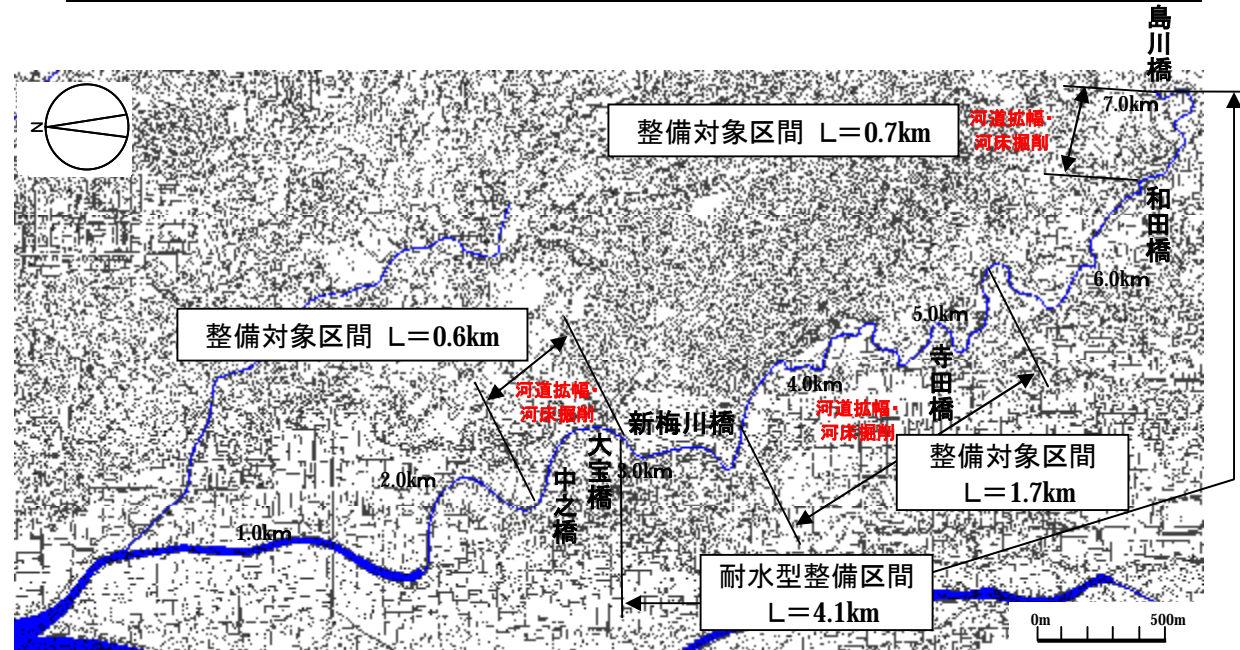 島川橋
N
7.0km
整備対象区間 L=0.7km
河道拡幅・
河床掘削
和田橋
6.0km
整備対象区間 L=0.6km
5.0km
寺田橋
4.0km
河道拡幅・
河床掘削
河道拡幅・
河床掘削
新梅川橋
大宝橋
3.0km
中之橋
2.0km
整備対象区間
L=1.7km
1.0km
耐水型整備区間
L=4.1km
0m
500m